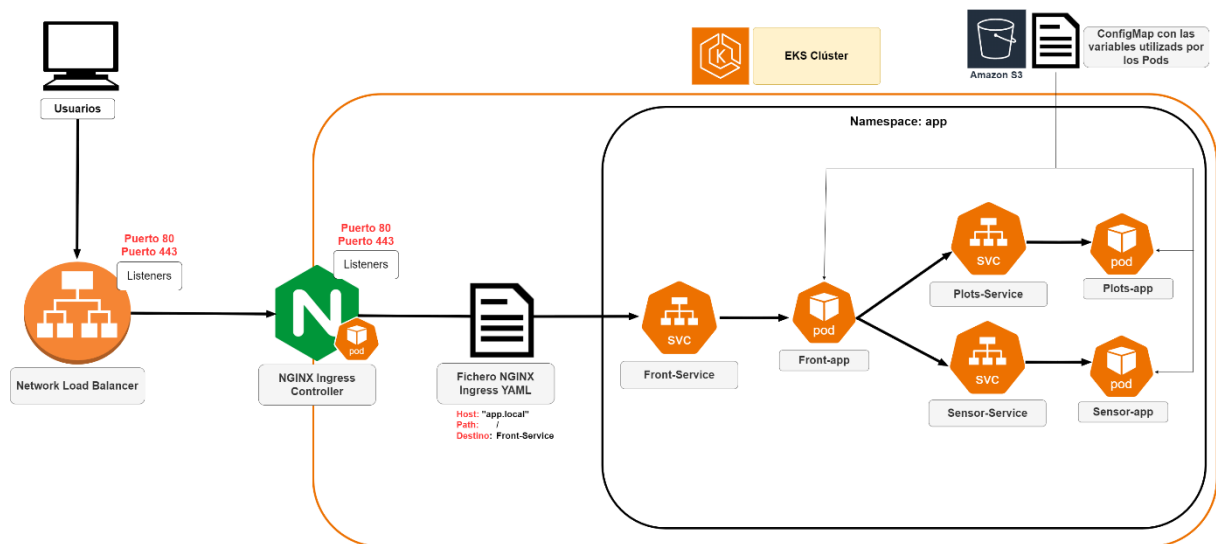 Usuarios
Puerto 80
Puerto 443
Listeners
Network Load Balancer
Puerto 80
Puerto 443
Listeners
N
pod
NGINX Ingress
Controller
Fichero NGINX
Ingress YAML
Host: "app.local"
Path: /
Destino: Front-Service
K
EKS Clúster
Amazon S3
ConfigMap con las
variables utilizads por
los Pods
Namespace: app
SVC
Front-Service
pod
Front-app
SVC
Plots-Service
pod
Plots-app
SVC
Sensor-Service
pod
Sensor-app